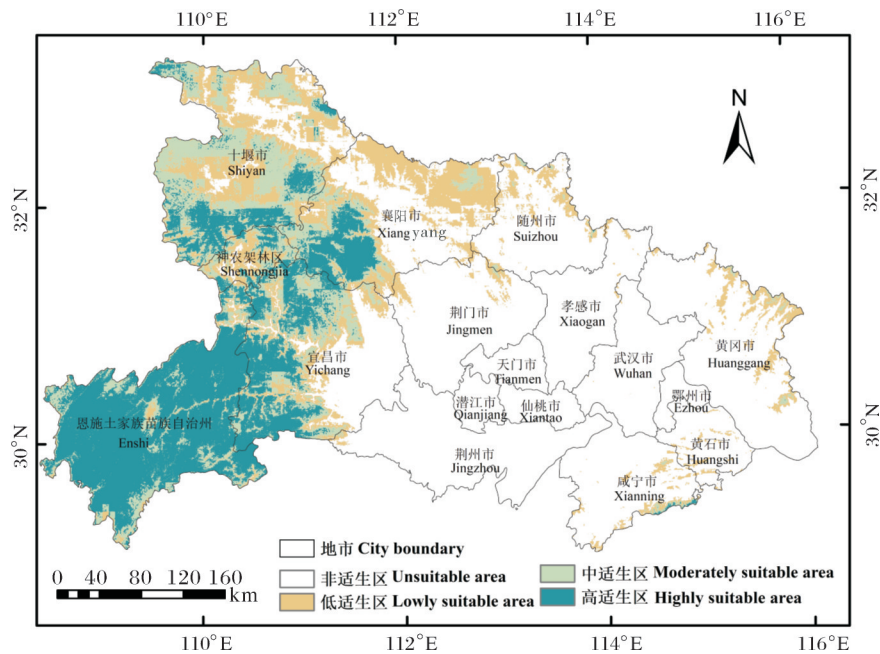 110°E 112°E 114°E 116°E
N
十堰市
Shiyan
32°N
32°N
襄阳市
Xiangyang
随州市
Suizhou
神农架林区
Shennongjia
荆门市
Jingmen
孝感市
Xiaogan
黄冈市
Huanggang
宜昌市
Yichang
武汉市
Wuhan
天门市
Tianmen
潜江市
Qianjiang
仙桃市
Xiantao
鄂州市
Ezhou
恩施土家族苗族自治州
Enshi
30°N
30°N
黄石市
Huangshi
荆州市
Jingzhou
咸宁市
Xianning
地市 City boundary
非适生区 Unsuitable area
中适生区 Moderately suitable area
低适生区 Lowly suitable area
高适生区 Highly suitable area
0 40 80 120 160
km
110°E 112°E 114°E 116°E